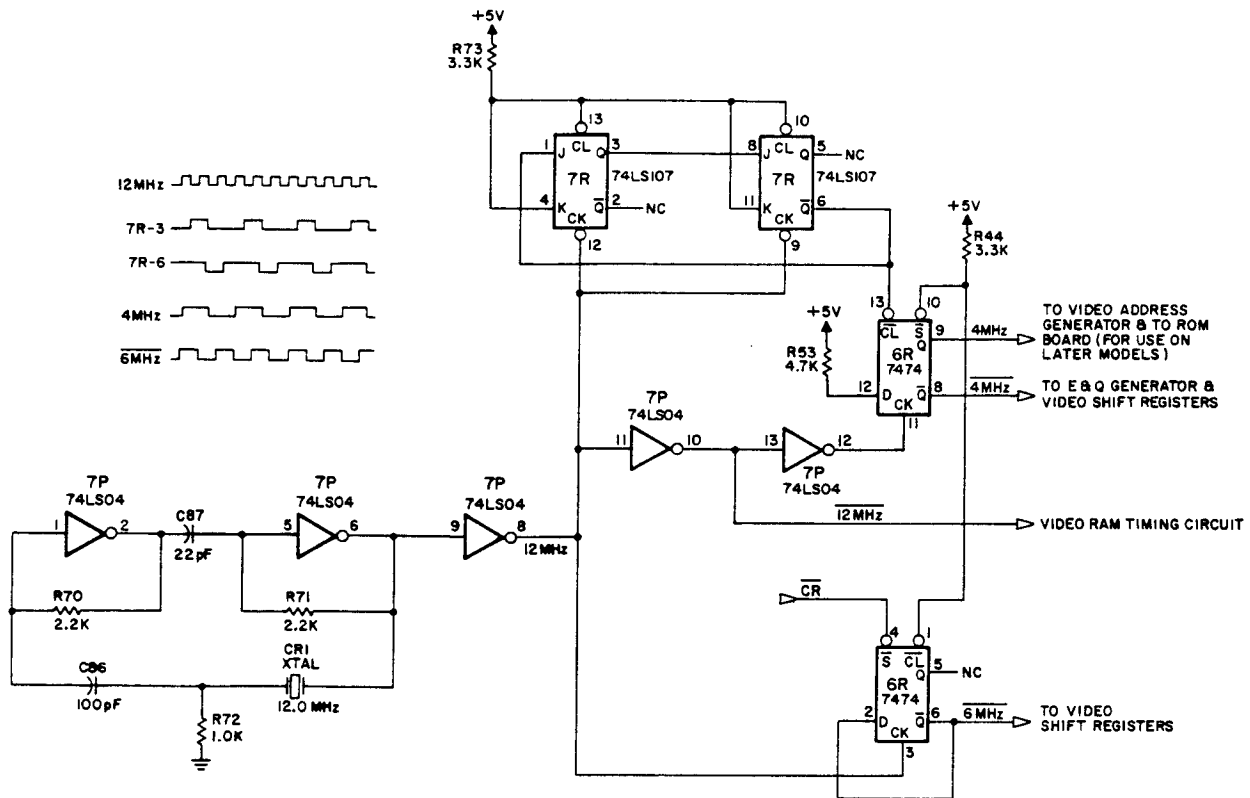 +5V
R73
3.3K
13
10
1
J
CL
Q
3
8
J
CL
Q
5
NC
7R
74LS107
7R
74LS107
4
K
CK
Q̅
2
NC
11
K
CK
Q̅
6
12
9
12MHz
7R-3
7R-6
4MHz
6MHz
+5V
R44
3.3K
13
10
+5V
R53
4.7K
CL
S
Q
9
4MHz
6R
7474
12
D
CK
Q̅
8
4MHz
11
TO VIDEO ADDRESS
GENERATOR & TO ROM
BOARD (FOR USE ON
LATER MODELS)
TO E & Q GENERATOR &
VIDEO SHIFT REGISTERS
7P
74LS04
11
10
13
12
7P
74LS04
12MHz
VIDEO RAM TIMING CIRCUIT
7P
74LS04
1
2
C87
22pF
7P
74LS04
5
6
7P
74LS04
9
8
12MHz
R70
2.2K
R71
2.2K
C86
100pF
CR1
XTAL
12.0 MHz
R72
1.0K
CR
4
1
S
CL
Q
5
NC
6R
7474
2
D
CK
Q̅
6
6MHz
3
TO VIDEO
SHIFT REGISTERS